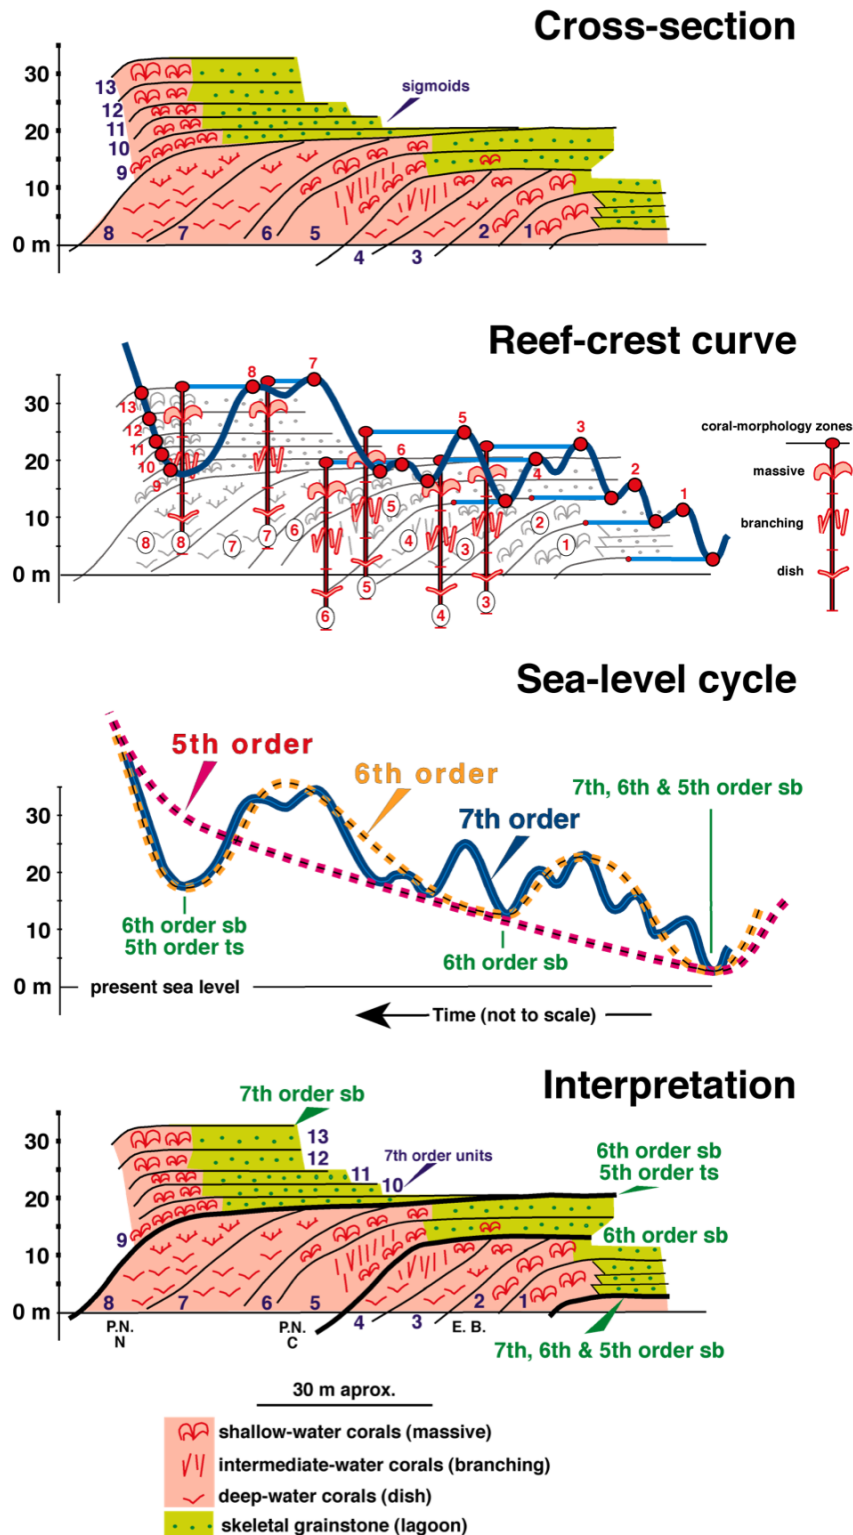 Cross-section
30
20
10
0 m
13
12
11
10
9
sigmoids
8
7
6
5
4
3
2
1
Reef-crest curve
30
20
10
0 m
13
12
11
10
9
8
7
6
5
4
3
2
1
8
8
7
7
6
6
5
5
4
4
3
3
2
1
coral-morphology zones
massive
branching
dish
Sea-level cycle
5th order
6th order
7th order
7th, 6th & 5th order sb
30
20
10
0 m
6th order sb
5th order ts
6th order sb
present sea level
Time (not to scale)
Interpretation
7th order sb
30
20
10
0 m
13
12
11
10
7th order units
9
6th order sb
5th order ts
6th order sb
8
7
6
5
4
3
2
1
P.N.
N
P.N.
C
E. B.
7th, 6th & 5th order sb
30 m aprox.
shallow-water corals (massive)
intermediate-water corals (branching)
deep-water corals (dish)
skeletal grainstone (lagoon)